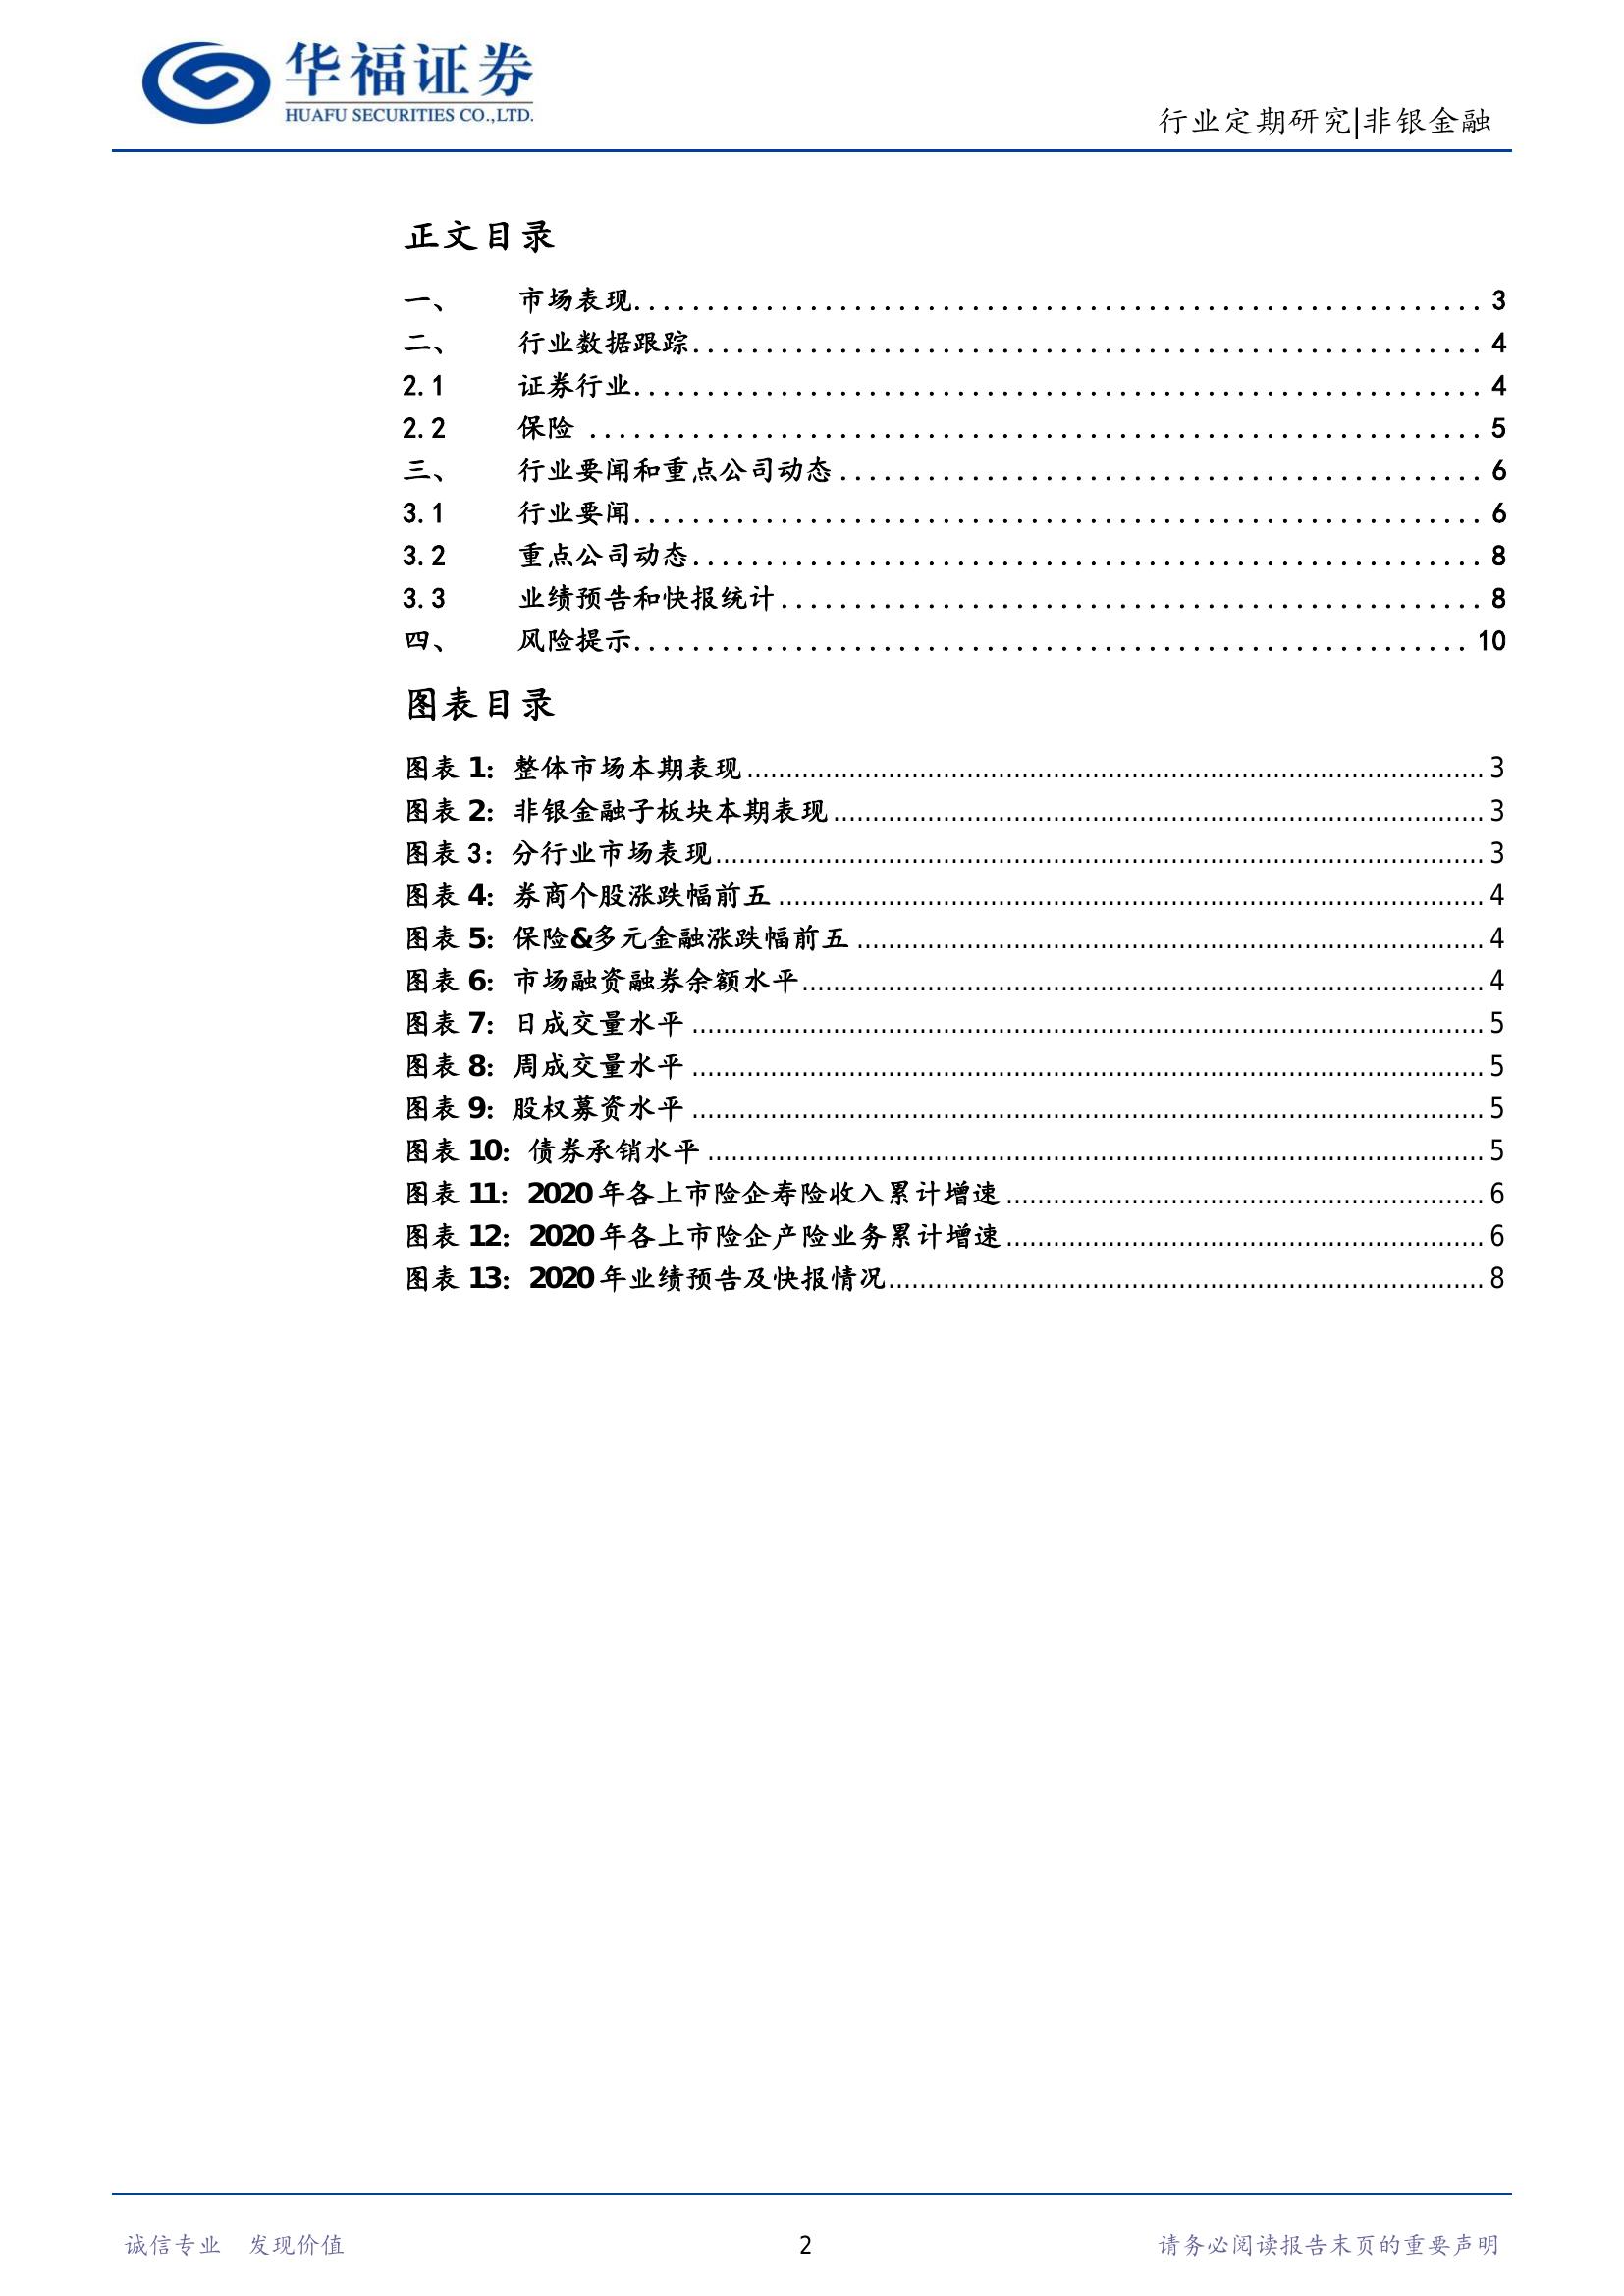 华福证券
HUAFU SECURITIES CO.,LTD.
行业定期研究|非银金融
正文目录
一、 市场表现 3
二、 行业数据跟踪 4
2.1 证券行业 4
2.2 保险 5
三、 行业要闻和重点公司动态 6
3.1 行业要闻 6
3.2 重点公司动态 8
3.3 业绩预告和快报统计 8
四、 风险提示 10
图表目录
图表 1：整体市场本期表现 3
图表 2：非银金融子板块本期表现 3
图表 3：分行业市场表现 3
图表 4：券商个股涨跌幅前五 4
图表 5：保险&多元金融涨跌幅前五 4
图表 6：市场融资融券余额水平 4
图表 7：日成交量水平 5
图表 8：周成交量水平 5
图表 9：股权募资水平 5
图表 10：债券承销水平 5
图表 11：2020 年各上市险企寿险收入累计增速 6
图表 12：2020 年各上市险企产险业务累计增速 6
图表 13：2020 年业绩预告及快报情况 8
诚信专业 发现价值 2 请务必阅读报告末页的重要声明